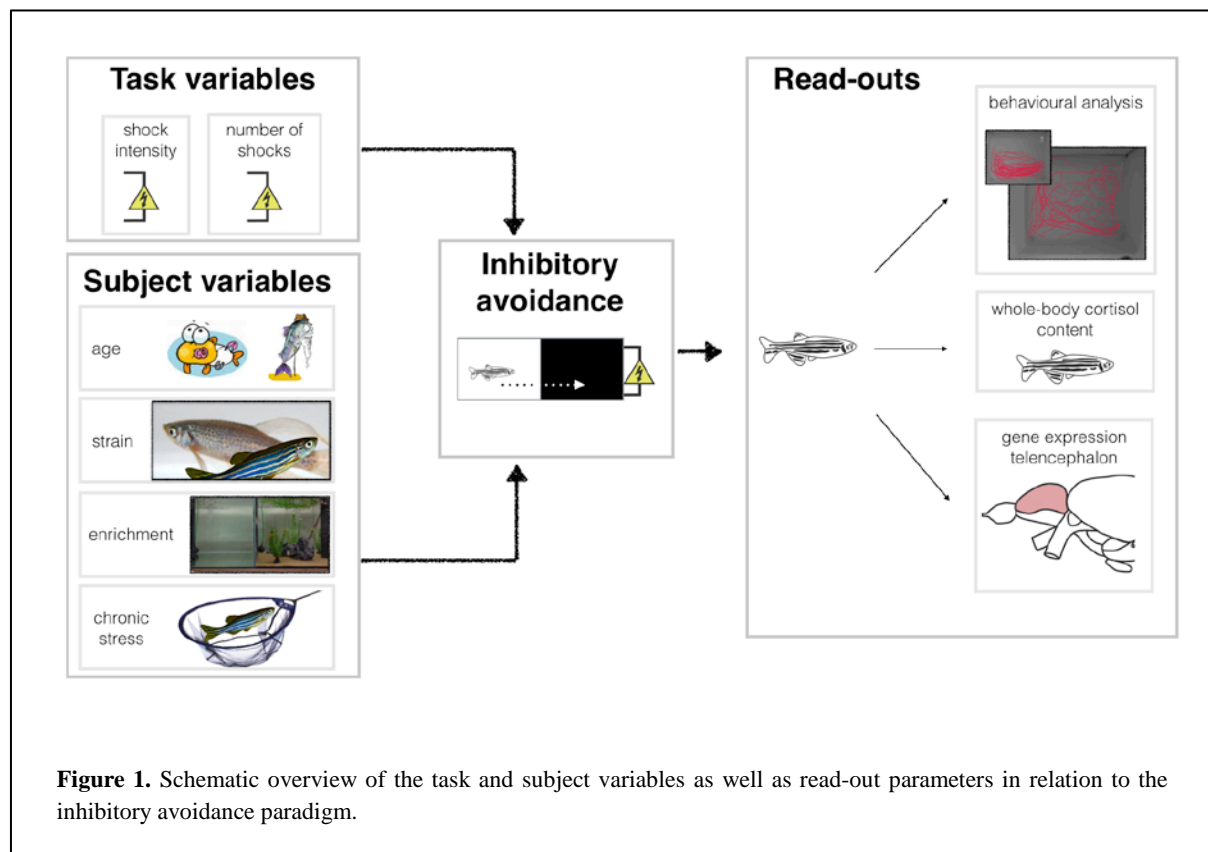 Task variables
shock
intensity
number of
shocks
Subject variables
age
strain
enrichment
chronic
stress
Inhibitory
avoidance
Read-outs
behavioural analysis
whole-body cortisol
content
gene expression
telencephalon
Figure 1. Schematic overview of the task and subject variables as well as read-out parameters in relation to the
inhibitory avoidance paradigm.